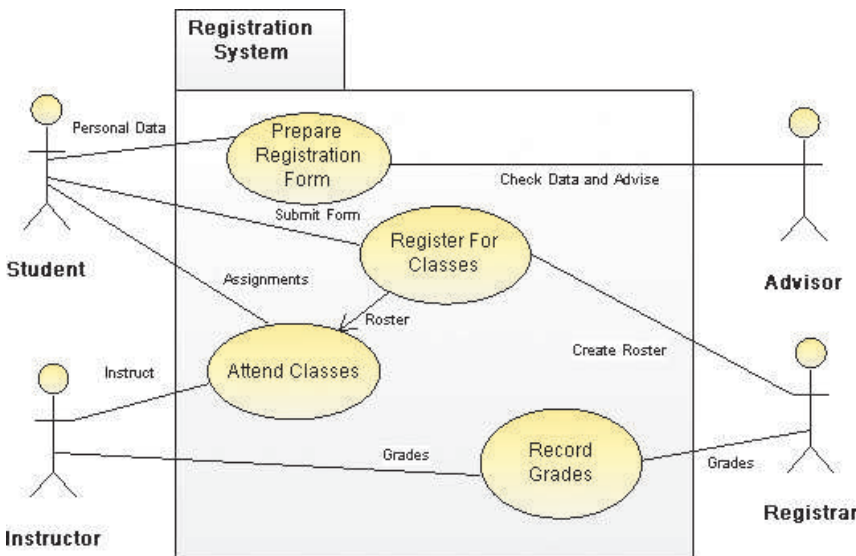 Registration
System
Personal Data
Prepare
Registration
Form
Check Data and Advise
Submit Form
Student
Register For
Classes
Advisor
Assignments
Roster
Create Roster
Instruct
Attend Classes
Grades
Record
Grades
Grades
Registrar
Instructor